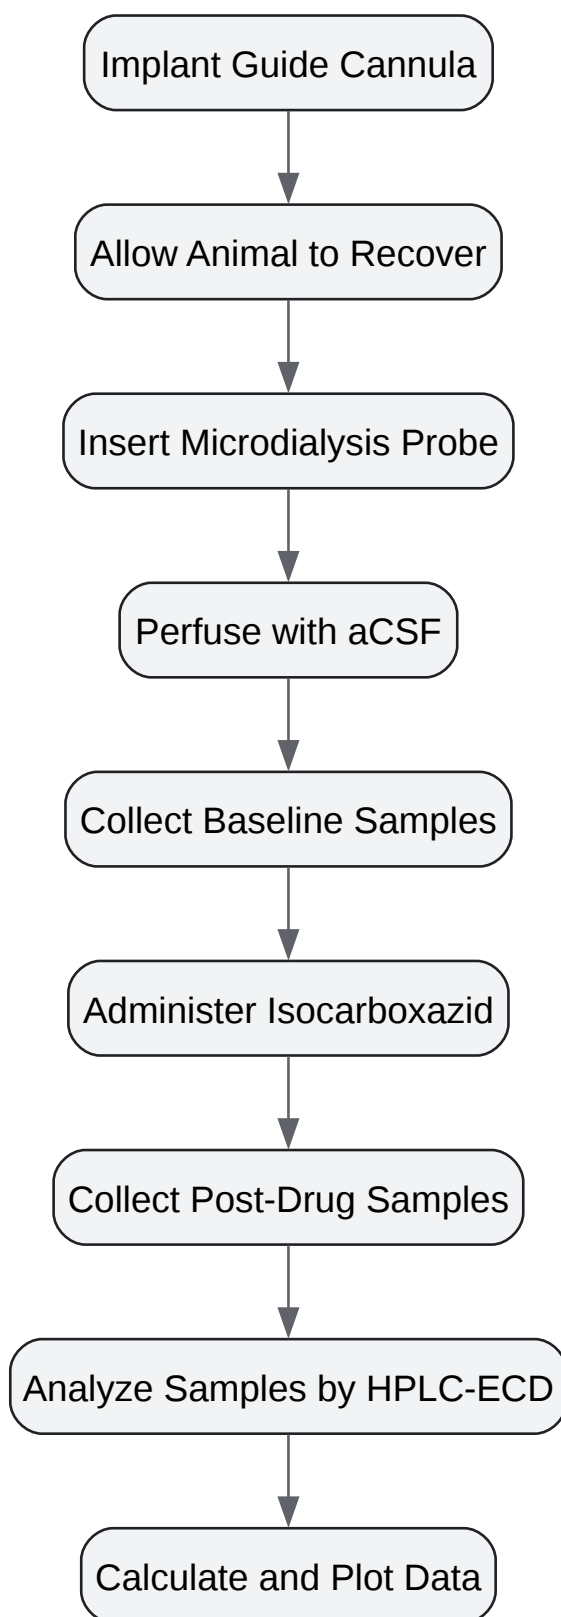 Implant Guide Cannula
Allow Animal to Recover
Insert Microdialysis Probe
Perfuse with aCSF
Collect Baseline Samples
Administer Isocarboxazid
Collect Post-Drug Samples
Analyze Samples by HPLC-ECD
Calculate and Plot Data